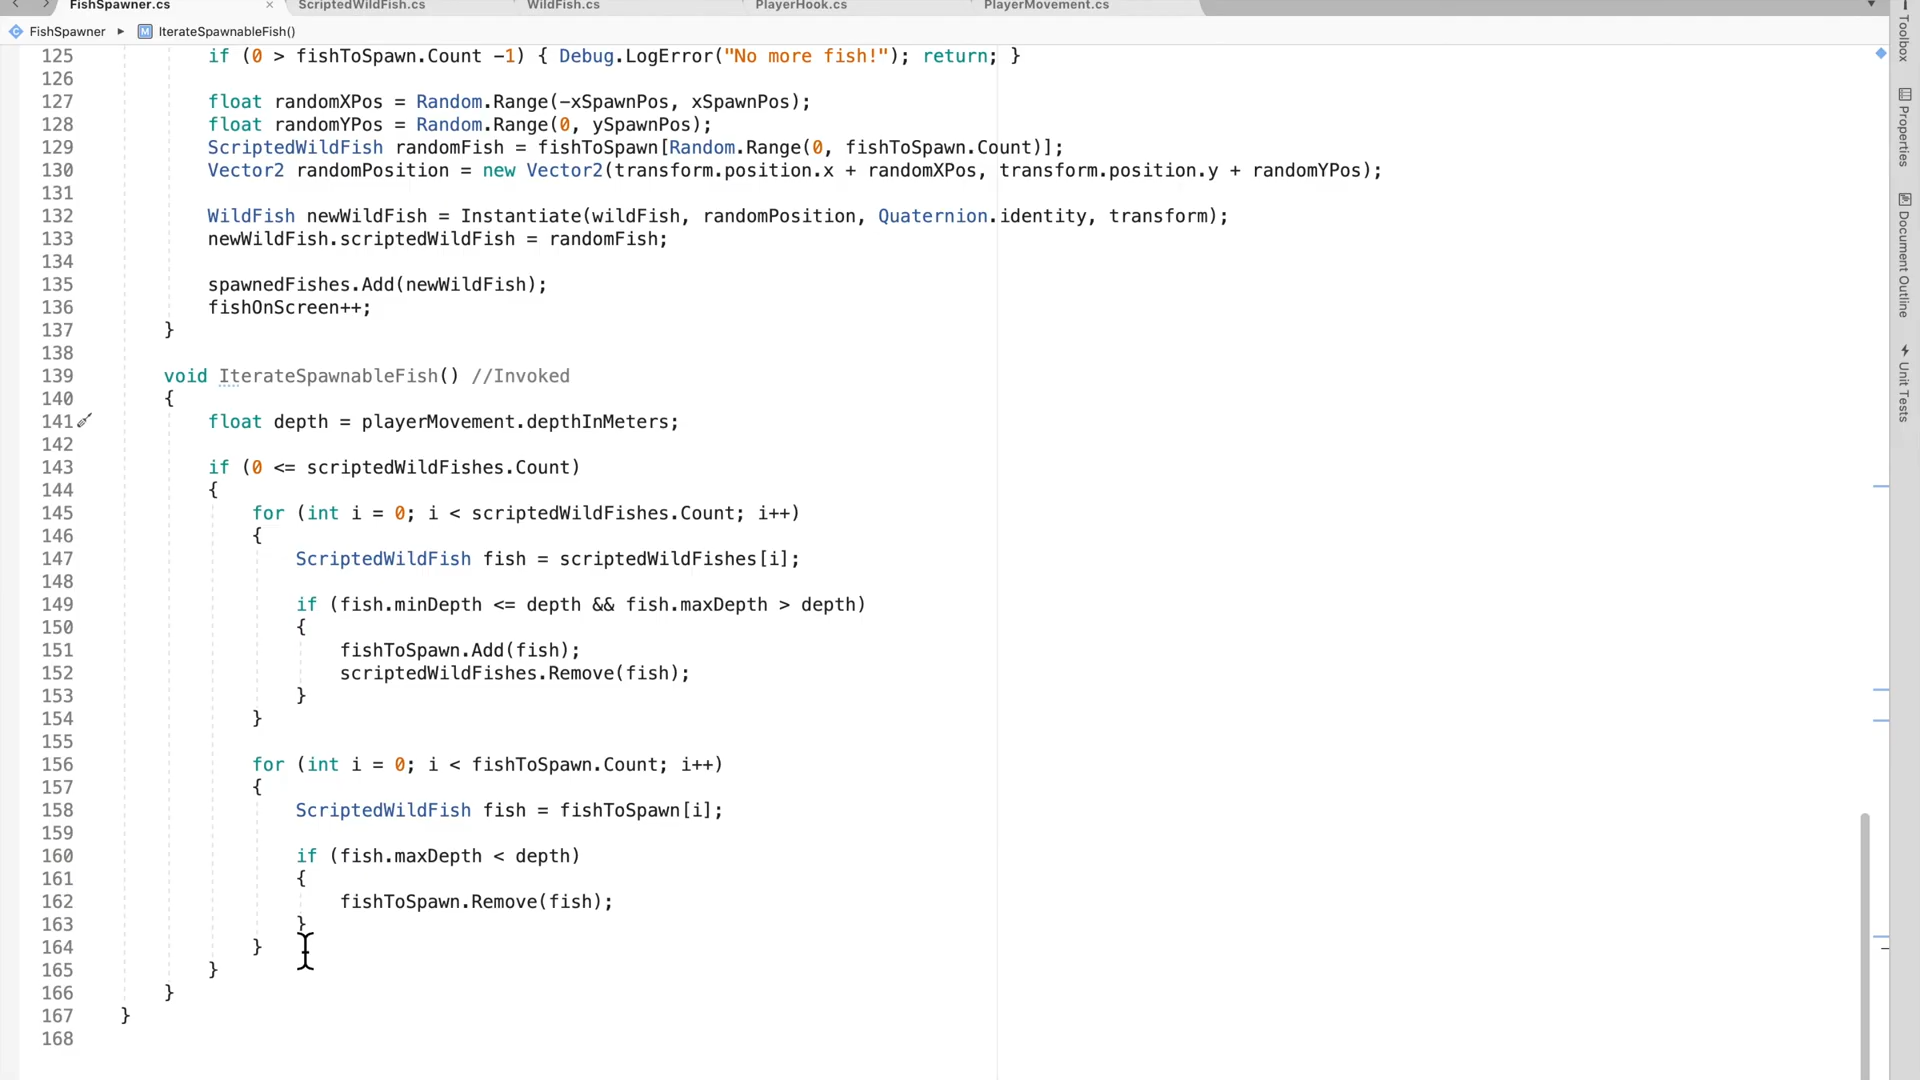 FishSpawner.cs × ScriptedWildFish.cs WildFish.cs PlayerHook.cs PlayerMovement.cs
FishSpawner ▸ M IterateSpawnableFish()
125 if (0 > fishToSpawn.Count -1) { Debug.LogError("No more fish!"); return; }
126
127 float randomXPos = Random.Range(-xSpawnPos, xSpawnPos);
128 float randomYPos = Random.Range(0, ySpawnPos);
129 ScriptedWildFish randomFish = fishToSpawn[Random.Range(0, fishToSpawn.Count)];
130 Vector2 randomPosition = new Vector2(transform.position.x + randomXPos, transform.position.y + randomYPos);
131
132 WildFish newWildFish = Instantiate(wildFish, randomPosition, Quaternion.identity, transform);
133 newWildFish.scriptedWildFish = randomFish;
134
135 spawnedFishes.Add(newWildFish);
136 fishOnScreen++;
137 }
138
139 void IterateSpawnableFish() //Invoked
140 {
141 float depth = playerMovement.depthInMeters;
142
143 if (0 <= scriptedWildFishes.Count)
144 {
145 for (int i = 0; i < scriptedWildFishes.Count; i++)
146 {
147 ScriptedWildFish fish = scriptedWildFishes[i];
148
149 if (fish.minDepth <= depth && fish.maxDepth > depth)
150 {
151 fishToSpawn.Add(fish);
152 scriptedWildFishes.Remove(fish);
153 }
154 }
155
156 for (int i = 0; i < fishToSpawn.Count; i++)
157 {
158 ScriptedWildFish fish = fishToSpawn[i];
159
160 if (fish.maxDepth < depth)
161 {
162 fishToSpawn.Remove(fish);
163 }
164 }
165 }
166 }
167 }
168
Toolbox
Properties
Document Outline
Unit Tests